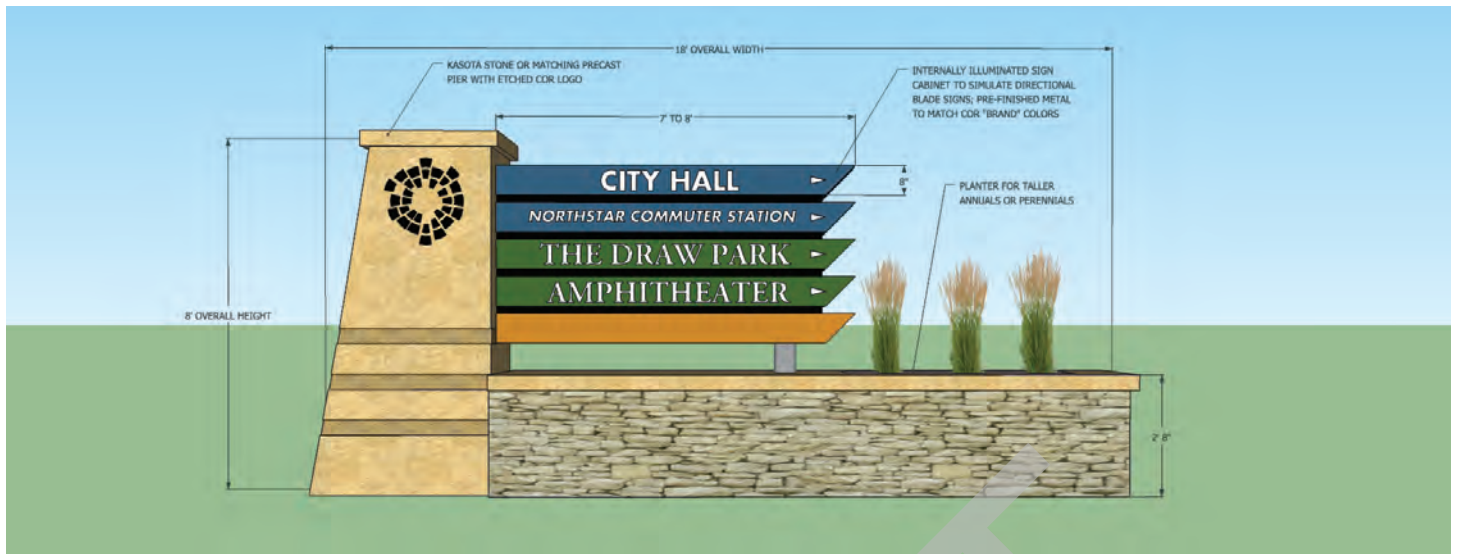 18' OVERALL WIDTH
KASOTA STONE OR MATCHING PRECAST
PIER WITH ETCHED COR LOGO
INTERNALLY ILLUMINATED SIGN
CABINET TO SIMULATE DIRECTIONAL
BLADE SIGNS; PRE-FINISHED METAL
TO MATCH COR "BRAND" COLORS
7' TO 8'
CITY HALL
8"
PLANTER FOR TALLER
ANNUALS OR PERENNIALS
NORTHSTAR COMMUTER STATION
THE DRAW PARK
AMPHITHEATER
8' OVERALL HEIGHT
2' 8"